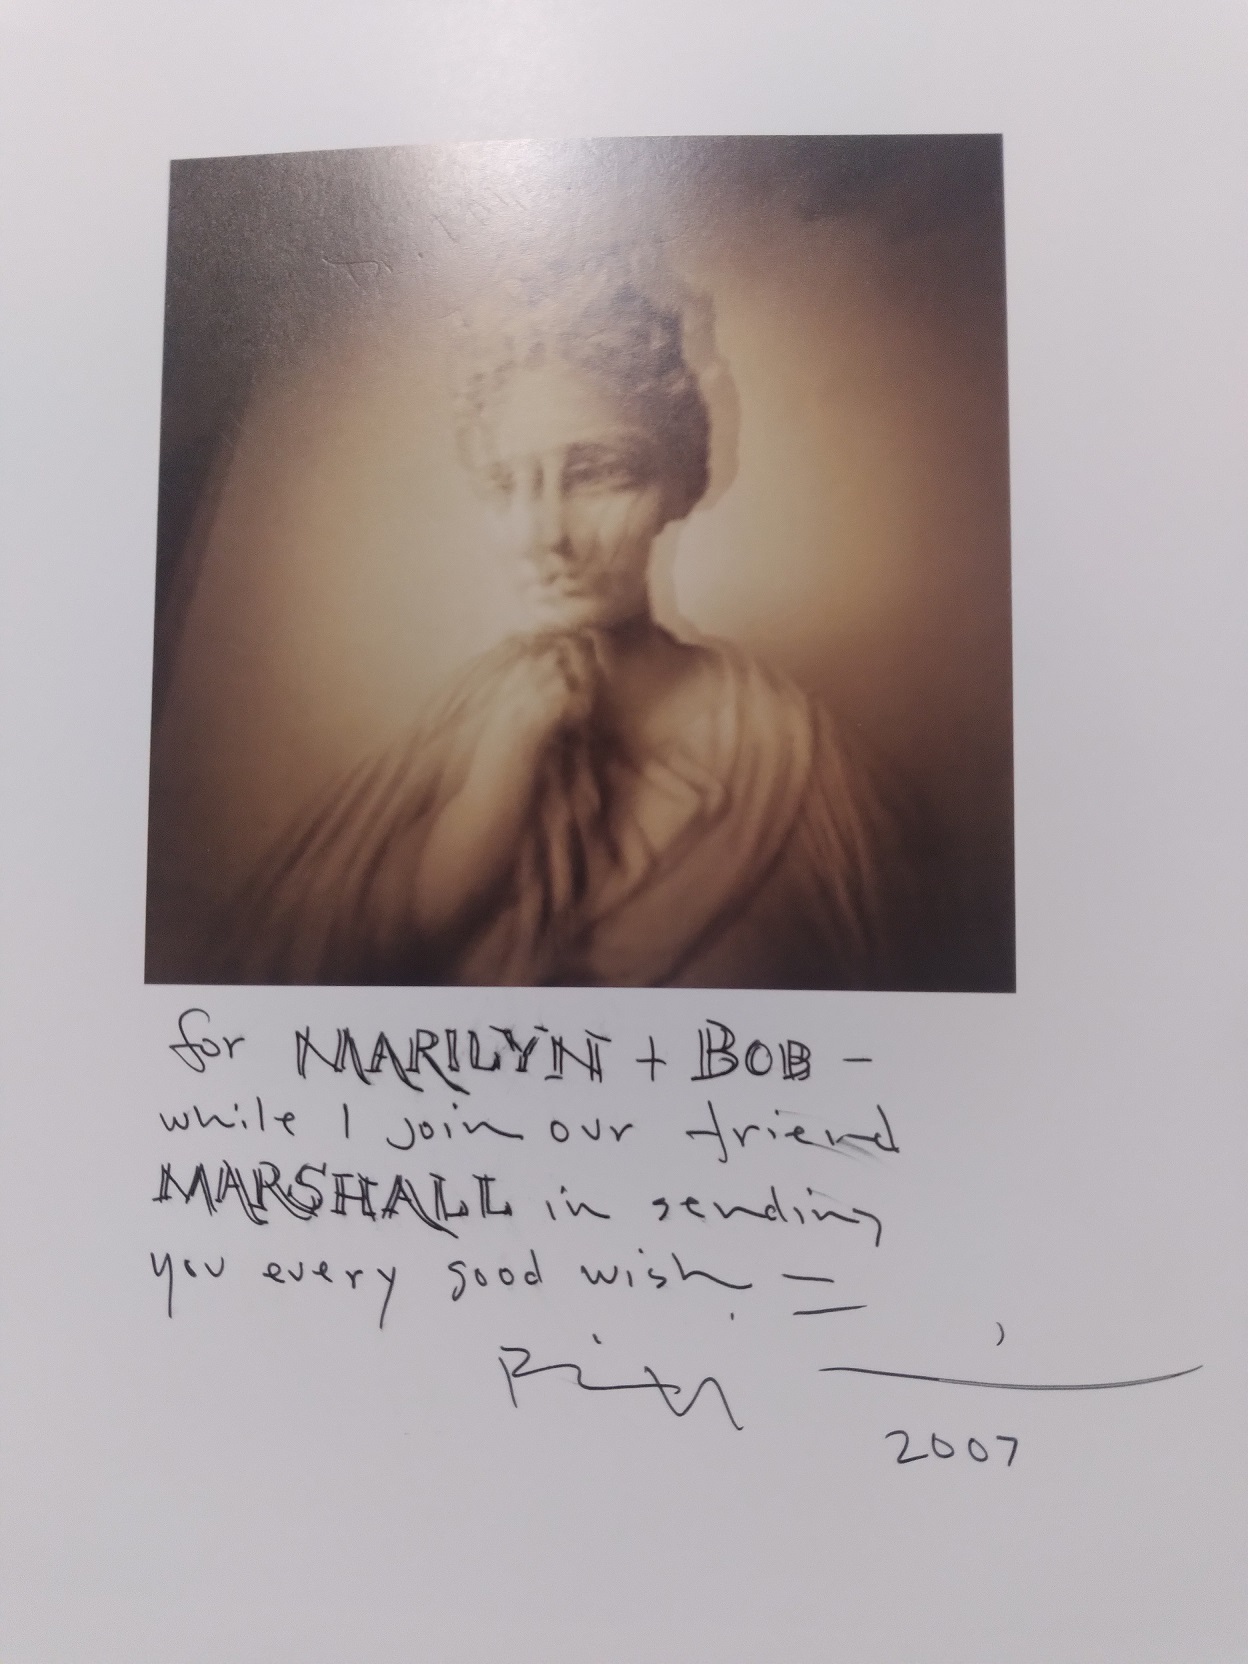 for MARILYN + BOB -
while I join our friend
MARSHALL in sending
you every good wish -
2007